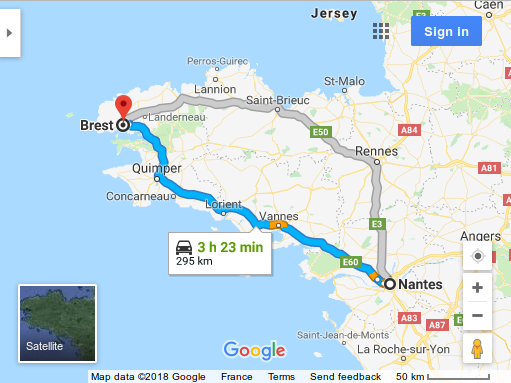 Jersey
Caen
Sign in
Perros-Guirec
Lannion
St-Malo
Saint-Brieuc
Landerneau
Brest
E50
A84
Rennes
A81
Quimper
Concarneau
Lorient
Vannes
E3
Angers
3 h 23 min
295 km
E60
Nantes
A83
A87
Satellite
Google
Saint-Jean-de-Monts
La Roche-sur-Yon
Map data ©2018 Google France Terms Send feedback 50 km